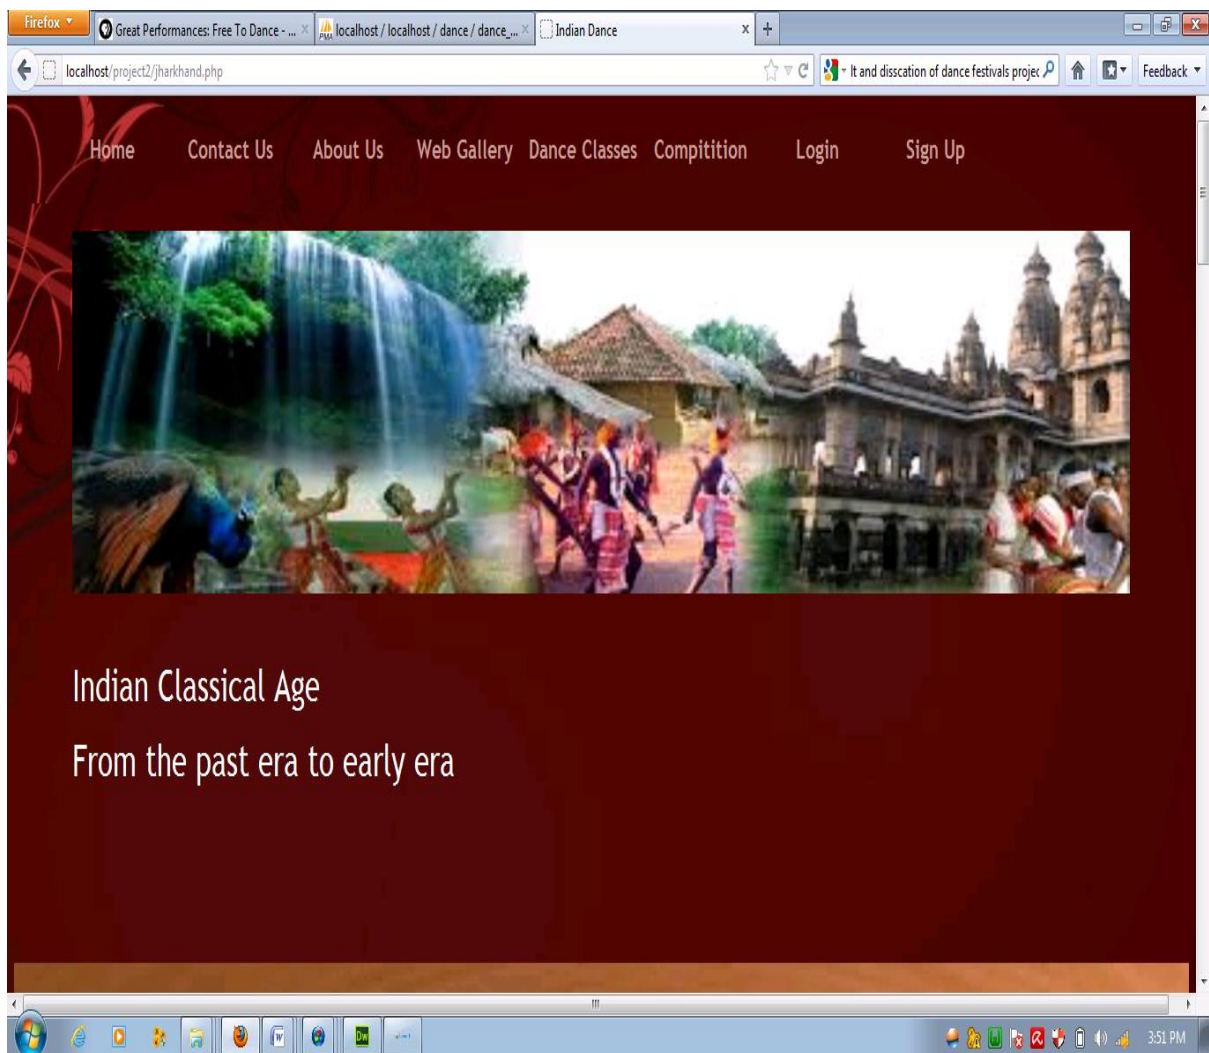 Firefox
Great Performances: Free To Dance - ...
localhost / localhost / dance / dance_...
Indian Dance
localhost/project2/jharkhand.php
It and disscation of dance festivals projec
Feedback
Home Contact Us About Us Web Gallery Dance Classes Compitition Login Sign Up
Indian Classical Age
From the past era to early era
3:51 PM